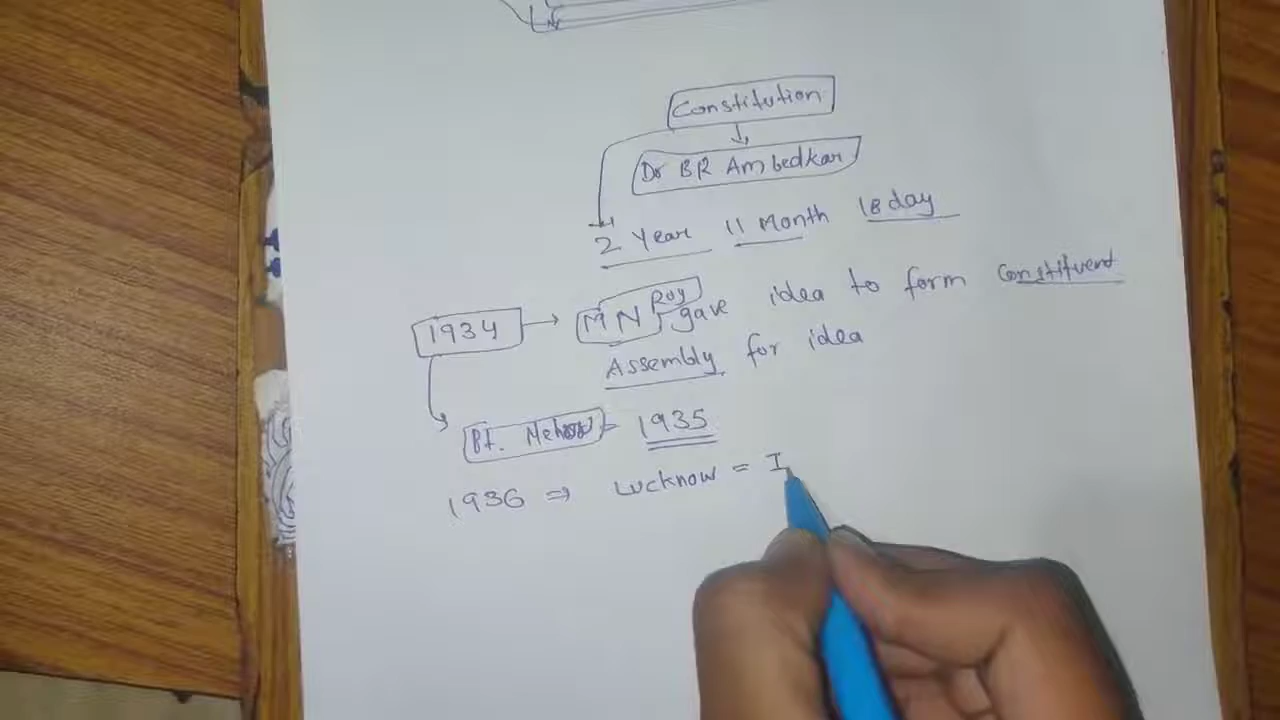 Constitution
Dr BR Ambedkar
2 Year 11 Month 18 day
1934 → MN Roy gave idea to form Constituent
Assembly for idea
Pt. = 1935
1936 ⇒ Lucknow = I